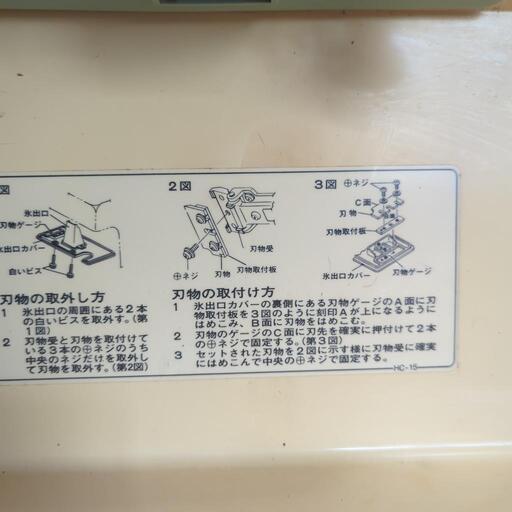 図
氷出口
刃物ゲージ
氷出口カバー
白いビス
2図
刃物受
⊕ネジ
刃物
刃物取付板
3図
⊕ネジ
C面
刃物
刃物取付板
氷出口カバー
刃物ゲージ
刃物の取外し方
1 氷出口の周囲にある2本
の白いビスを取外す。(第
1図)
2 刃物受と刃物を取付けて
いる3本の⊕ネジのうち
中央のネジだけを取外し
て刃物を取外す。(第2図)
刃物の取付け方
1 氷出口カバーの裏側にある刃物ゲージのA面に刃
物取付板を3図のように刻印Aが上になるように
はめこみ、B面に刃物をはめこむ。
2 刃物のゲージのC面に刃先を確実に押付けて2本
の⊕ネジで固定する。(第3図)
3 セットされた刃物を2図に示す様に刃物受に確実
にはめこんで中央の⊕ネジで固定する。
HC-15